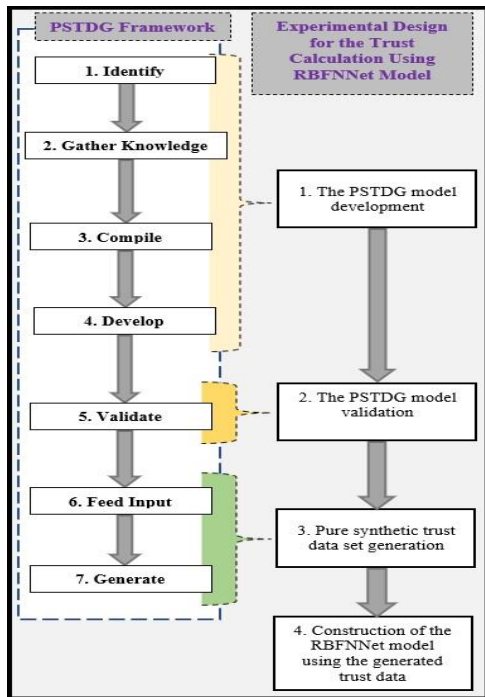 PSTDG Framework
1. Identify
2. Gather Knowledge
3. Compile
4. Develop
5. Validate
6. Feed Input
7. Generate
Experimental Design
for the Trust
Calculation Using
RBFNNet Model
1. The PSTDG model
development
2. The PSTDG model
validation
3. Pure synthetic trust
data set generation
4. Construction of the
RBFNNet model
using the generated
trust data